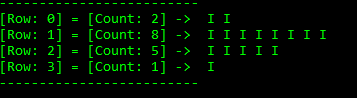 ---------------------------
[Row: 0] = [Count: 2] ->  I I
[Row: 1] = [Count: 8] ->  I I I I I I I I
[Row: 2] = [Count: 5] ->  I I I I I
[Row: 3] = [Count: 1] ->  I
---------------------------